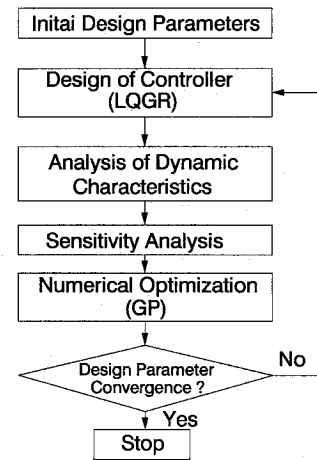 Initai Design Parameters
Design of Controller
(LQGR)
Analysis of Dynamic
Characteristics
Sensitivity Analysis
Numerical Optimization
(GP)
Design Parameter
Convergence ?
No
Yes
Stop